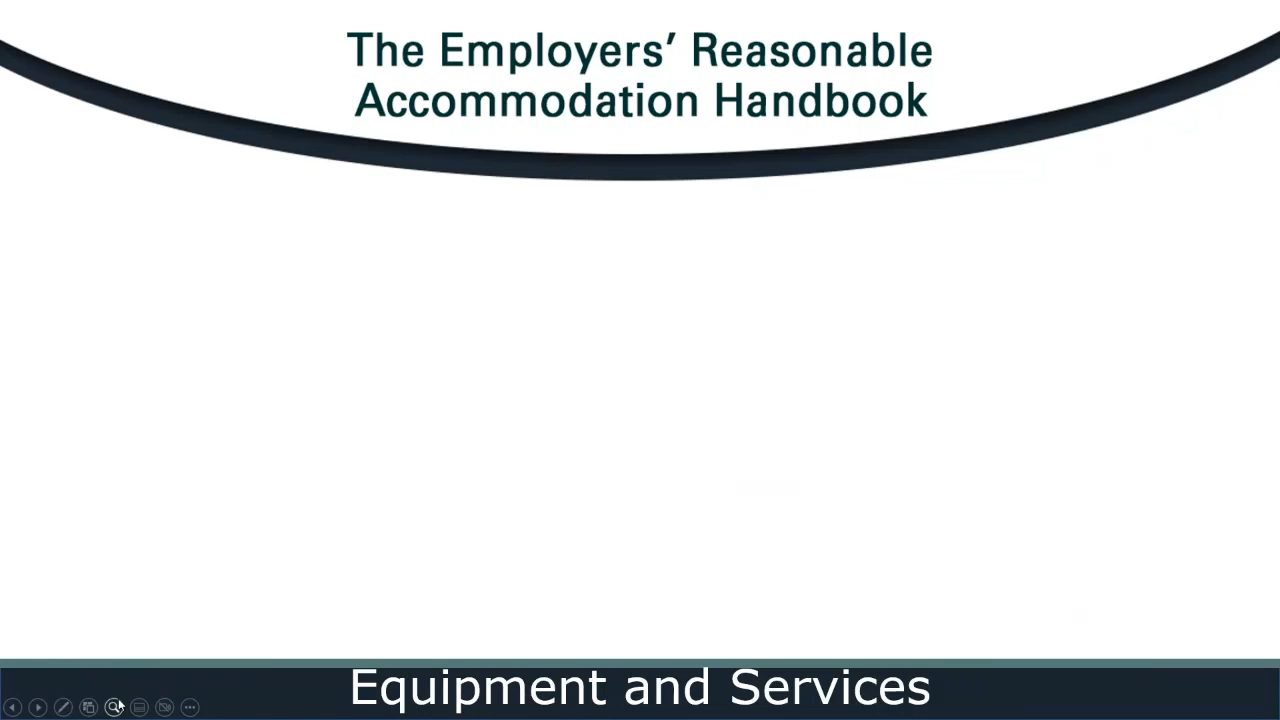 The Employers’ Reasonable
Accommodation Handbook
Equipment and Services